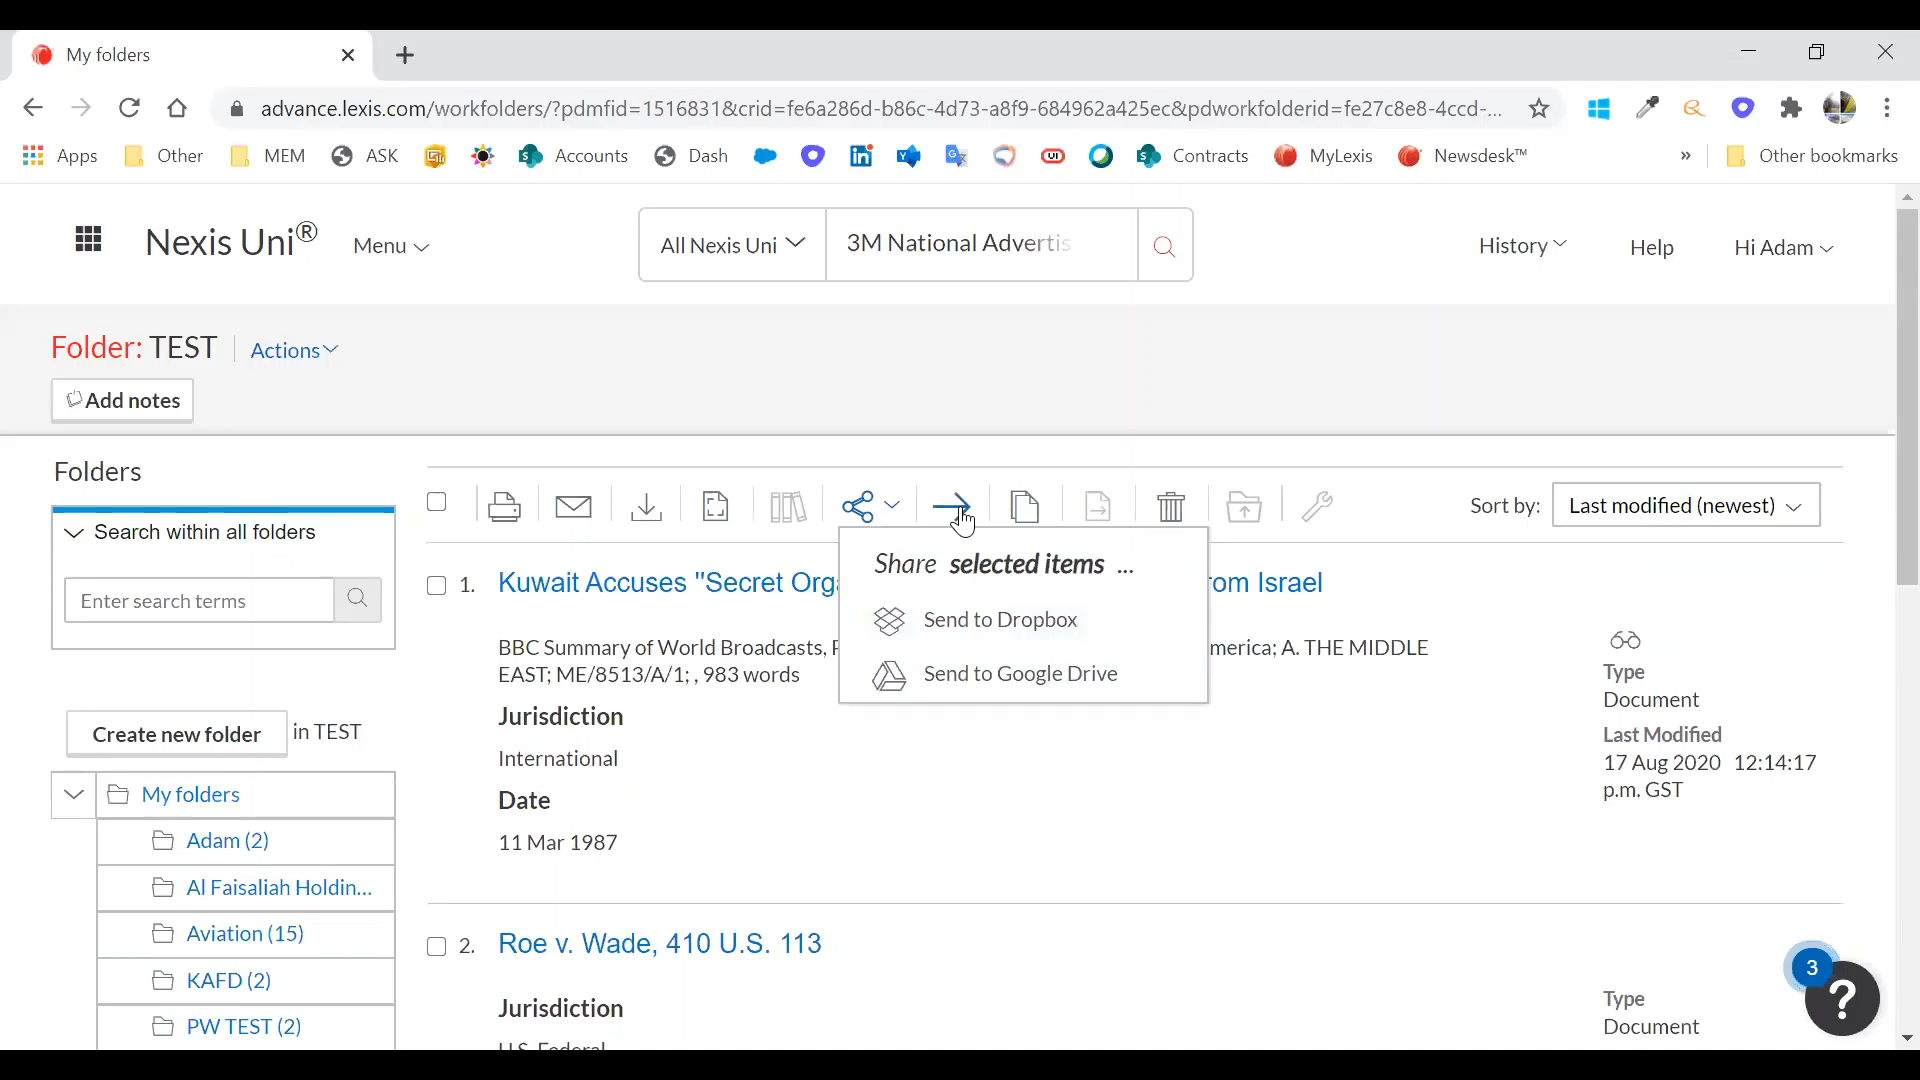 My folders
advance.lexis.com/workfolders/?pdmfid=1516831&crid=fe6a286d-b86c-4d73-a8f9-684962a425ec&pdworkfolderid=fe27c8e8-4ccd-...
Apps Other MEM ASK Accounts Dash Contracts MyLexis Newsdesk™ » Other bookmarks
Nexis Uni® Menu All Nexis Uni 3M National Advertis History Help Hi Adam
Folder: TEST Actions
Add notes
Folders
Sort by: Last modified (newest)
Search within all folders
Enter search terms
Create new folder in TEST
My folders
Adam (2)
Al Faisaliah Holdin...
Aviation (15)
KAFD (2)
PW TEST (2)
Share selected items ...
Send to Dropbox
Send to Google Drive
1. Kuwait Accuses "Secret Orga om Israel
BBC Summary of World Broadcasts, merica; A. THE MIDDLE
EAST; ME/8513/A/1; , 983 words
Jurisdiction
International
Date
11 Mar 1987
Type
Document
Last Modified
17 Aug 2020 12:14:17
p.m. GST
2. Roe v. Wade, 410 U.S. 113
Jurisdiction
U.S. Federal
Type
Document
3
?